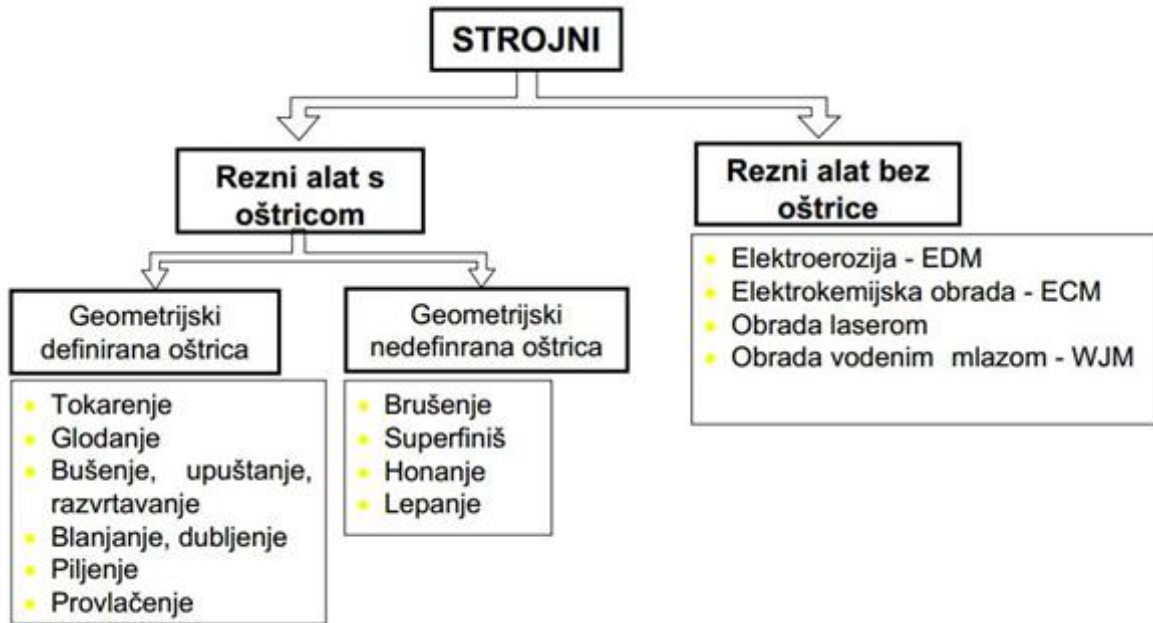 STROJNI
Rezni alat s
oštricom
Rezni alat bez
oštrice
Geometrijski
definirana oštrica
Geometrijski
nedefinrana oštrica
Tokarenje
Glodanje
Bušenje, upuštanje,
razvrtavanje
Blanjanje, dubljenje
Piljenje
Provlačenje
Brušenje
Superfiniš
Honanje
Lepanje
Elektroerozija - EDM
Elektrokemijska obrada - ECM
Obrada laserom
Obrada vodenim mlazom - WJM